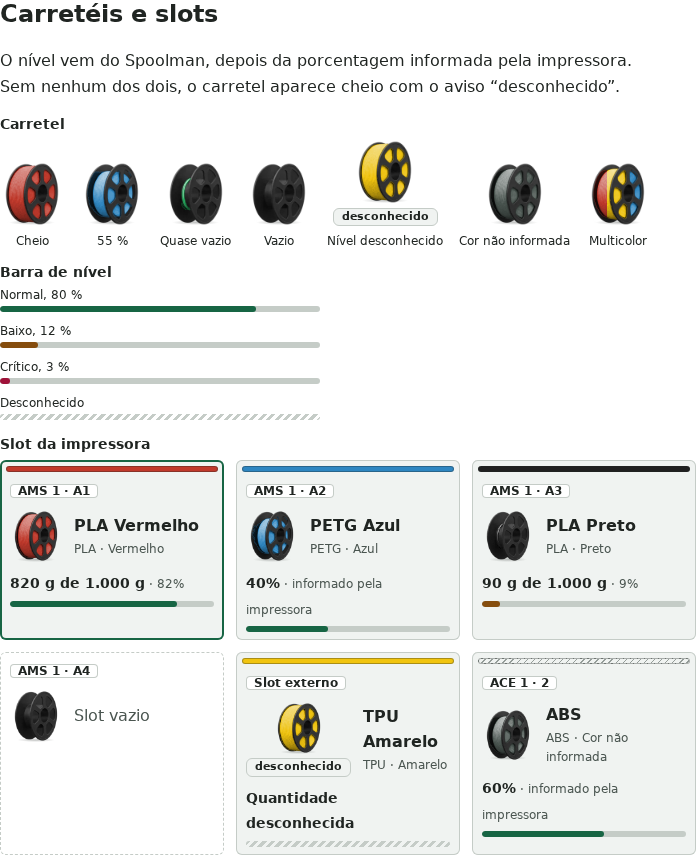 Carretéis e slots
O nível vem do Spoolman, depois da porcentagem informada pela impressora.
Sem nenhum dos dois, o carretel aparece cheio com o aviso “desconhecido”.
Carretel
desconhecido
Cheio
55 %
Quase vazio
Vazio
Nível desconhecido
Cor não informada
Multicolor
Barra de nível
Normal, 80 %
Baixo, 12 %
Crítico, 3 %
Desconhecido
Slot da impressora
AMS 1 · A1
PLA Vermelho
PLA · Vermelho
820 g de 1.000 g · 82%
AMS 1 · A2
PETG Azul
PETG · Azul
40% · informado pela
impressora
AMS 1 · A3
PLA Preto
PLA · Preto
90 g de 1.000 g · 9%
AMS 1 · A4
Slot vazio
Slot externo
desconhecido
TPU
Amarelo
TPU · Amarelo
Quantidade
desconhecida
ACE 1 · 2
ABS
ABS · Cor não
informada
60% · informado pela
impressora